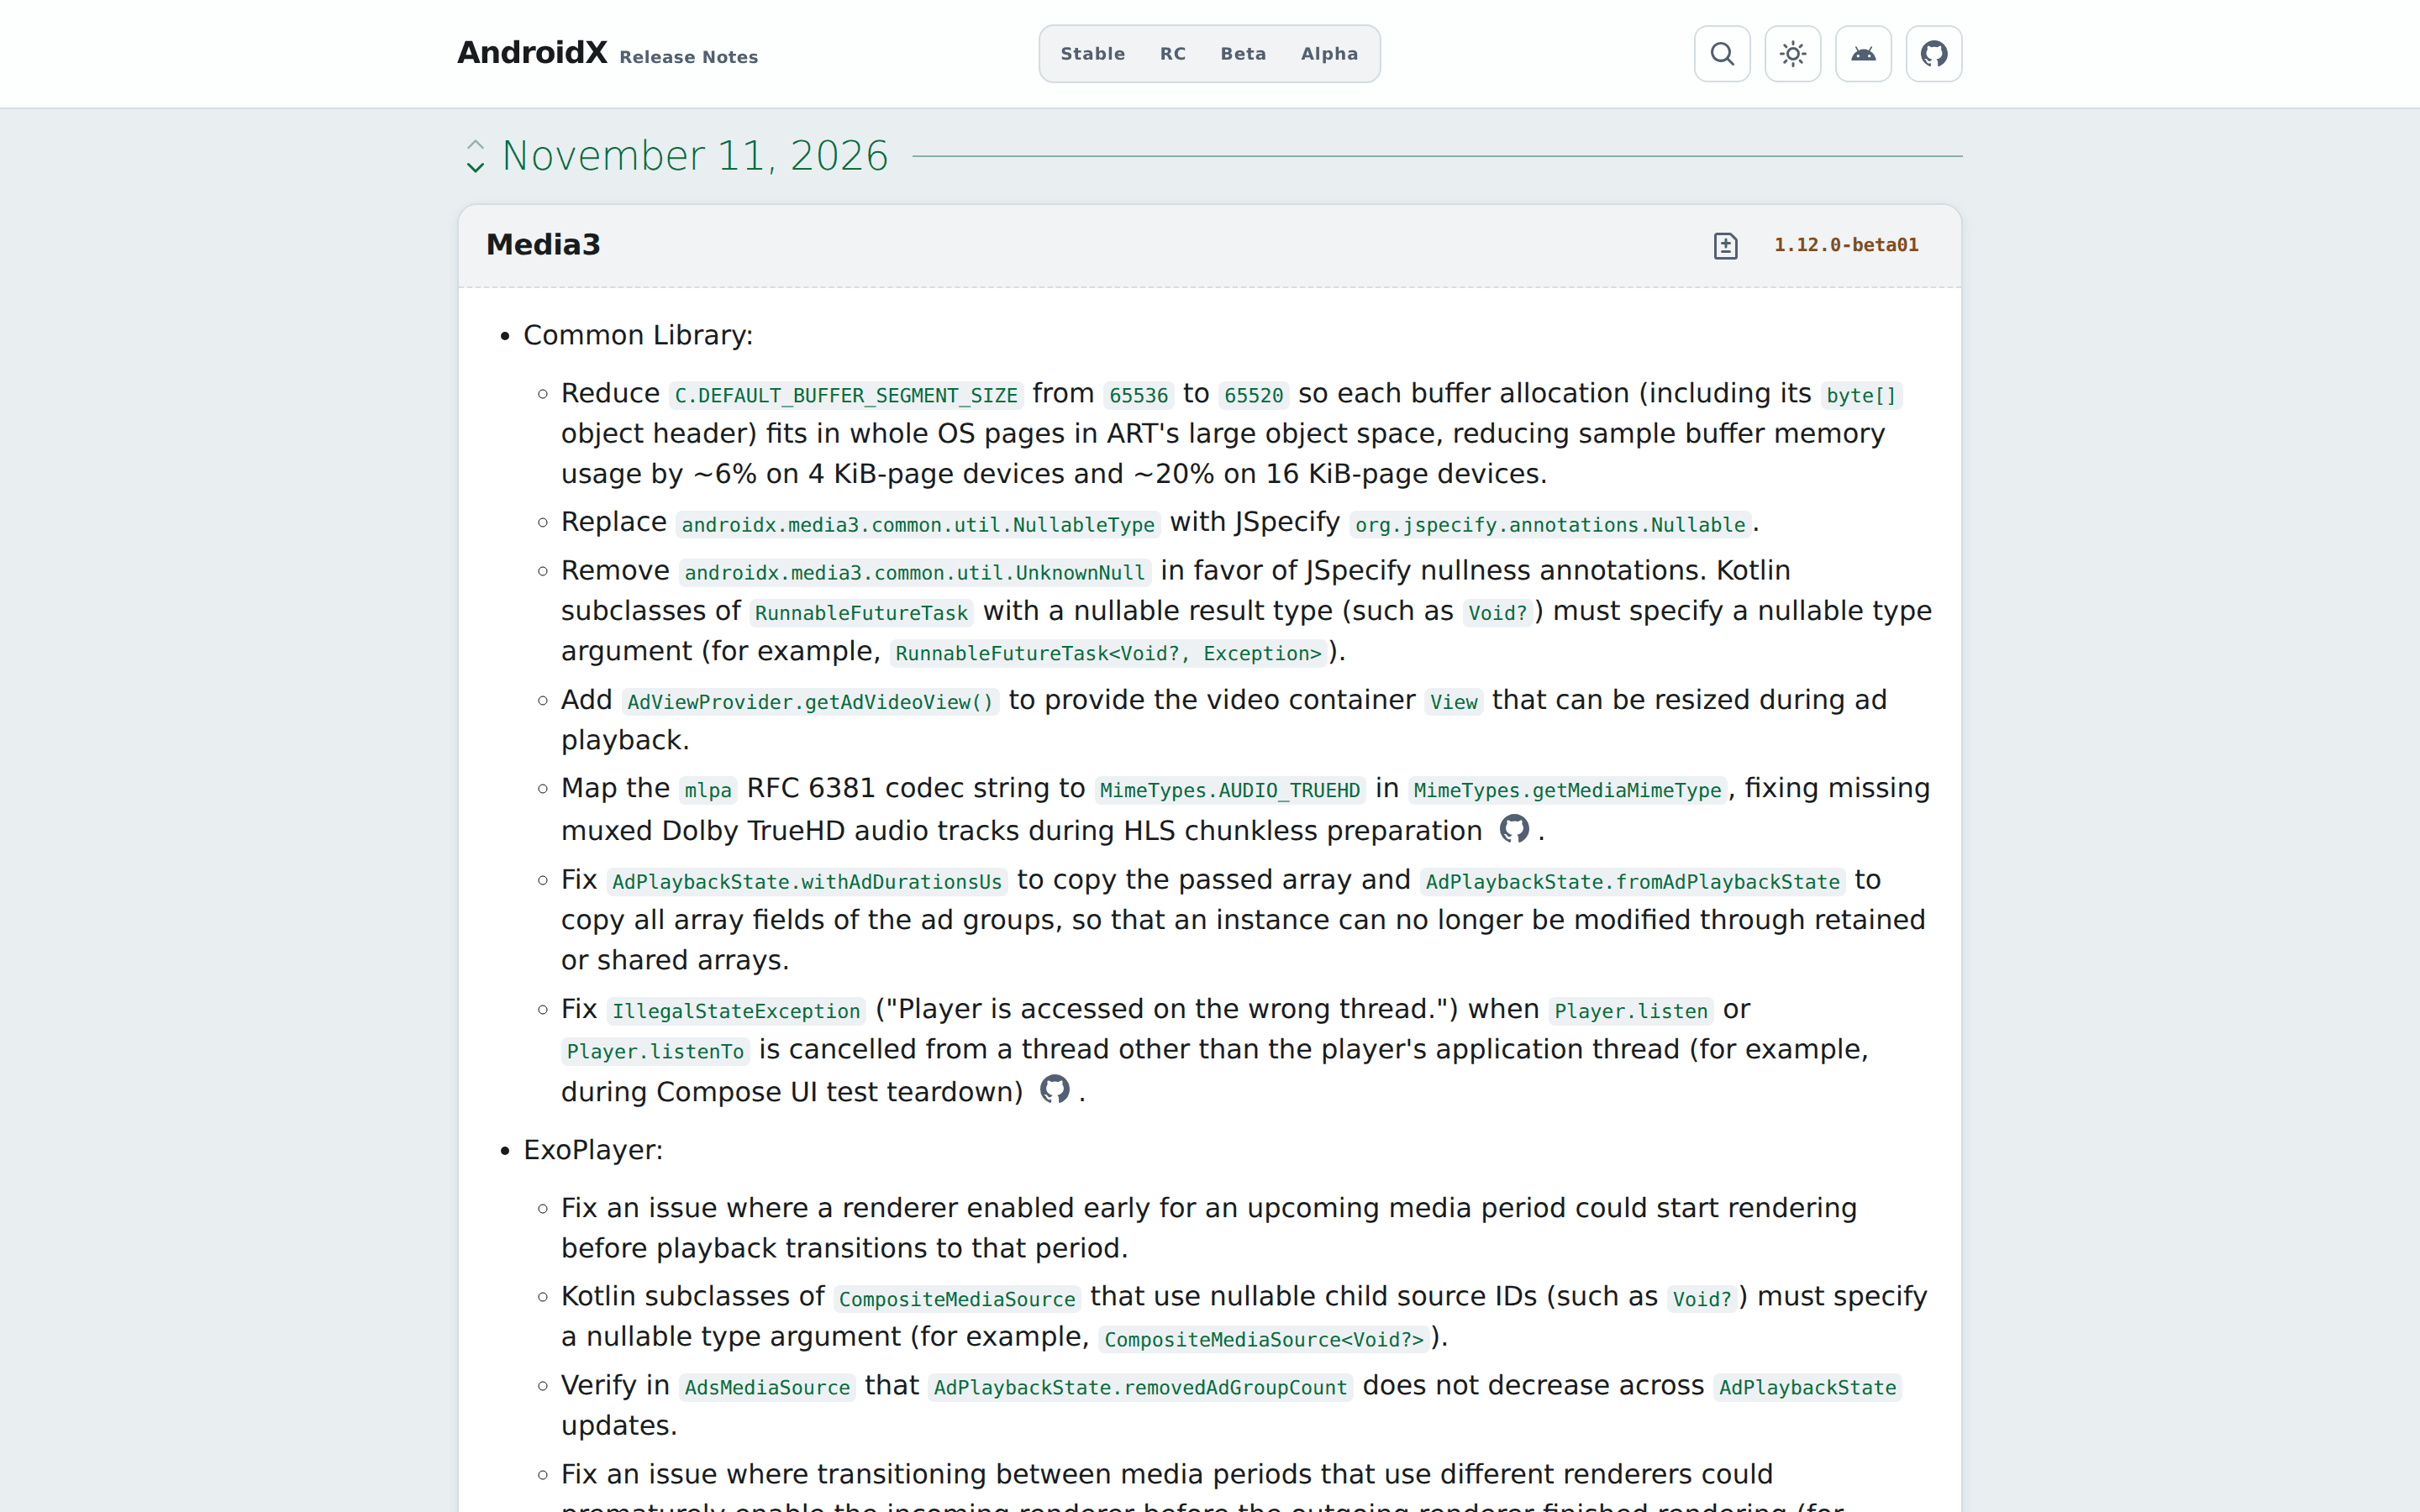 AndroidX Release Notes
Stable RC Beta Alpha
November 11, 2026
Media3
1.12.0-beta01
Common Library:
Reduce C.DEFAULT_BUFFER_SEGMENT_SIZE from 65536 to 65520 so each buffer allocation (including its byte[]
object header) fits in whole OS pages in ART's large object space, reducing sample buffer memory
usage by ~6% on 4 KiB-page devices and ~20% on 16 KiB-page devices.
Replace androidx.media3.common.util.NullableType with JSpecify org.jspecify.annotations.Nullable.
Remove androidx.media3.common.util.UnknownNull in favor of JSpecify nullness annotations. Kotlin
subclasses of RunnableFutureTask with a nullable result type (such as Void?) must specify a nullable type
argument (for example, RunnableFutureTask<Void?, Exception>).
Add AdViewProvider.getAdVideoView() to provide the video container View that can be resized during ad
playback.
Map the mlpa RFC 6381 codec string to MimeTypes.AUDIO_TRUEHD in MimeTypes.getMediaMimeType, fixing missing
muxed Dolby TrueHD audio tracks during HLS chunkless preparation .
Fix AdPlaybackState.withAdDurationsUs to copy the passed array and AdPlaybackState.fromAdPlaybackState to
copy all array fields of the ad groups, so that an instance can no longer be modified through retained
or shared arrays.
Fix IllegalStateException ("Player is accessed on the wrong thread.") when Player.listen or
Player.listenTo is cancelled from a thread other than the player's application thread (for example,
during Compose UI test teardown) .
ExoPlayer:
Fix an issue where a renderer enabled early for an upcoming media period could start rendering
before playback transitions to that period.
Kotlin subclasses of CompositeMediaSource that use nullable child source IDs (such as Void?) must specify
a nullable type argument (for example, CompositeMediaSource<Void?>).
Verify in AdsMediaSource that AdPlaybackState.removedAdGroupCount does not decrease across AdPlaybackState
updates.
Fix an issue where transitioning between media periods that use different renderers could
prematurely enable the incoming renderer before the outgoing renderer finished rendering (for